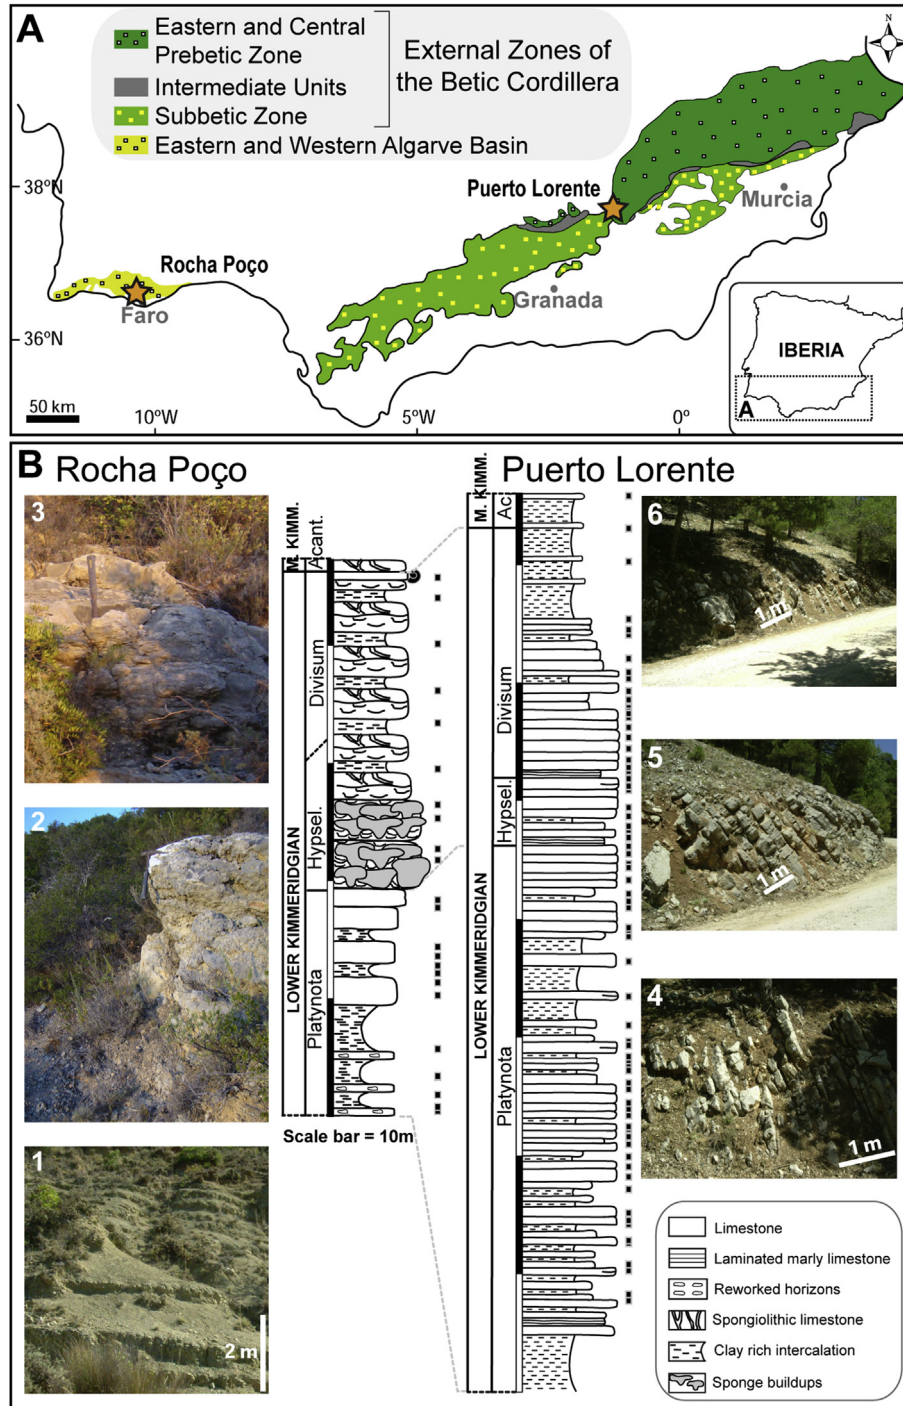 A
Eastern and Central
Prebetic Zone
Intermediate Units
Subbetic Zone
External Zones of
the Betic Cordillera
Eastern and Western Algarve Basin
N
38ºN
36ºN
Puerto Lorente
Murcia
Rocha Poço
Faro
Granada
IBERIA
A
50 km
10ºW
5ºW
0º
B
Rocha Poço
Puerto Lorente
3
2
1
2 m
M. KIMM.
Acant.
LOWER KIMMERIDGIAN
Divisum
Hypsel.
Platynota
Scale bar = 10m
M. KIMM.
Ac.
LOWER KIMMERIDGIAN
Divisum
Hypsel.
Platynota
6
1 m
5
1 m
4
1 m
Limestone
Laminated marly limestone
Reworked horizons
Spongiolithic limestone
Clay rich intercalation
Sponge buildups